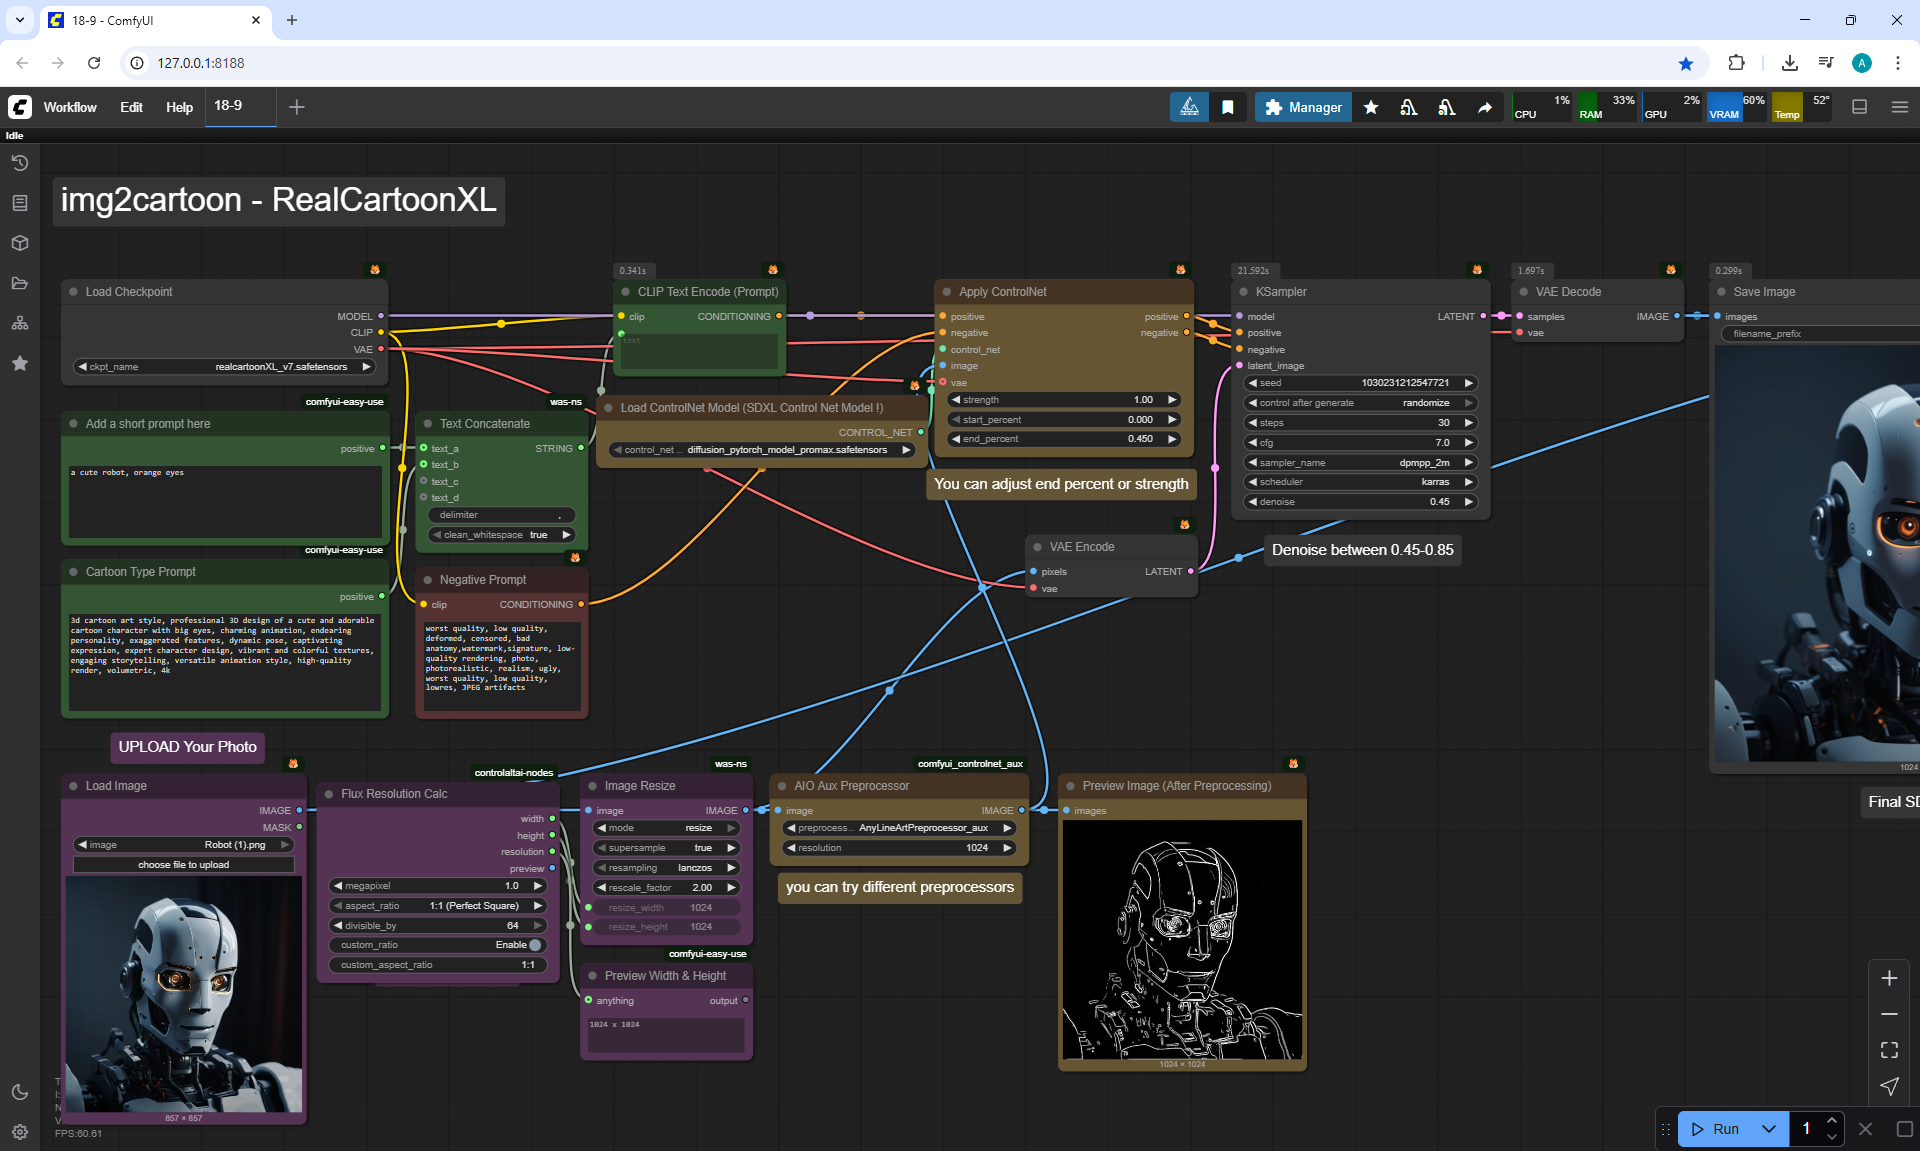 18-9 - ComfyUI
127.0.0.1:8188
A
Workflow Edit Help 18-9
Manager
CPU 1% RAM 33% GPU 2% VRAM 60% Temp 52°
Idle
img2cartoon - RealCartoonXL
Load Checkpoint
MODEL
CLIP
VAE
ckpt_name realcartoonXL_v7.safetensors
comfyui-easy-use
Add a short prompt here
positive
a cute robot, orange eyes
comfyui-easy-use
Cartoon Type Prompt
positive
3d cartoon art style, professional 3D design of a cute and adorable
cartoon character with big eyes, charming animation, endearing
personality, exaggerated features, dynamic pose, captivating
expression, expert character design, vibrant and colorful textures,
engaging storytelling, versatile animation style, high-quality
render, volumetric, 4k
was-ns
Text Concatenate
text_a STRING
text_b
text_c
text_d
delimiter ,
clean_whitespace true
Negative Prompt
clip CONDITIONING
worst quality, low quality,
deformed, censored, bad
anatomy,watermark,signature, low-
quality rendering, photo,
photorealistic, realism, ugly,
worst quality, low quality,
lowres, JPEG artifacts
0.341s
CLIP Text Encode (Prompt)
clip CONDITIONING
text
Load ControlNet Model (SDXL Control Net Model !)
CONTROL_NET
control_net ... diffusion_pytorch_model_promax.safetensors
Apply ControlNet
positive positive
negative negative
control_net
image
vae
strength 1.00
start_percent 0.000
end_percent 0.450
You can adjust end percent or strength
21.592s
KSampler
model LATENT
positive
negative
latent_image
seed 1030231212547721
control after generate randomize
steps 30
cfg 7.0
sampler_name dpmpp_2m
scheduler karras
denoise 0.45
Denoise between 0.45-0.85
VAE Encode
pixels LATENT
vae
1.697s
VAE Decode
samples IMAGE
vae
0.299s
Save Image
images
filename_prefix
1024
Final SD
UPLOAD Your Photo
Load Image
IMAGE
MASK
image Robot (1).png
choose file to upload
857 × 857
controlaltai-nodes
Flux Resolution Calc
width
height
resolution
preview
megapixel 1.0
aspect_ratio 1:1 (Perfect Square)
divisible_by 64
custom_ratio Enable
custom_aspect_ratio 1:1
was-ns
Image Resize
image IMAGE
mode resize
supersample true
resampling lanczos
rescale_factor 2.00
resize_width 1024
resize_height 1024
comfyui-easy-use
Preview Width & Height
anything output
1024 x 1024
comfyui_controlnet_aux
AIO Aux Preprocessor
image IMAGE
preprocess... AnyLineArtPreprocessor_aux
resolution 1024
you can try different preprocessors
Preview Image (After Preprocessing)
images
1024 × 1024
FPS:60.61
Run 1